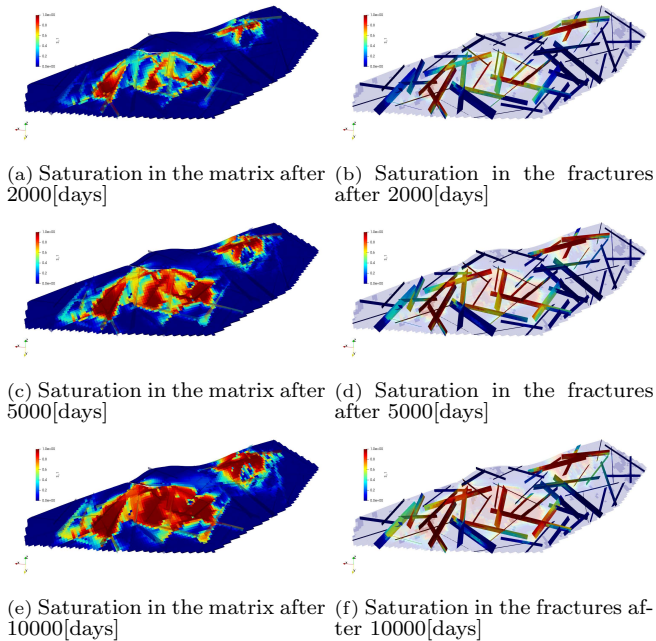 (a) Saturation in the matrix after
2000[days]
(b) Saturation in the fractures
after 2000[days]
(c) Saturation in the matrix after
5000[days]
(d) Saturation in the fractures
after 5000[days]
(e) Saturation in the matrix after
10000[days]
(f) Saturation in the fractures af-
ter 10000[days]